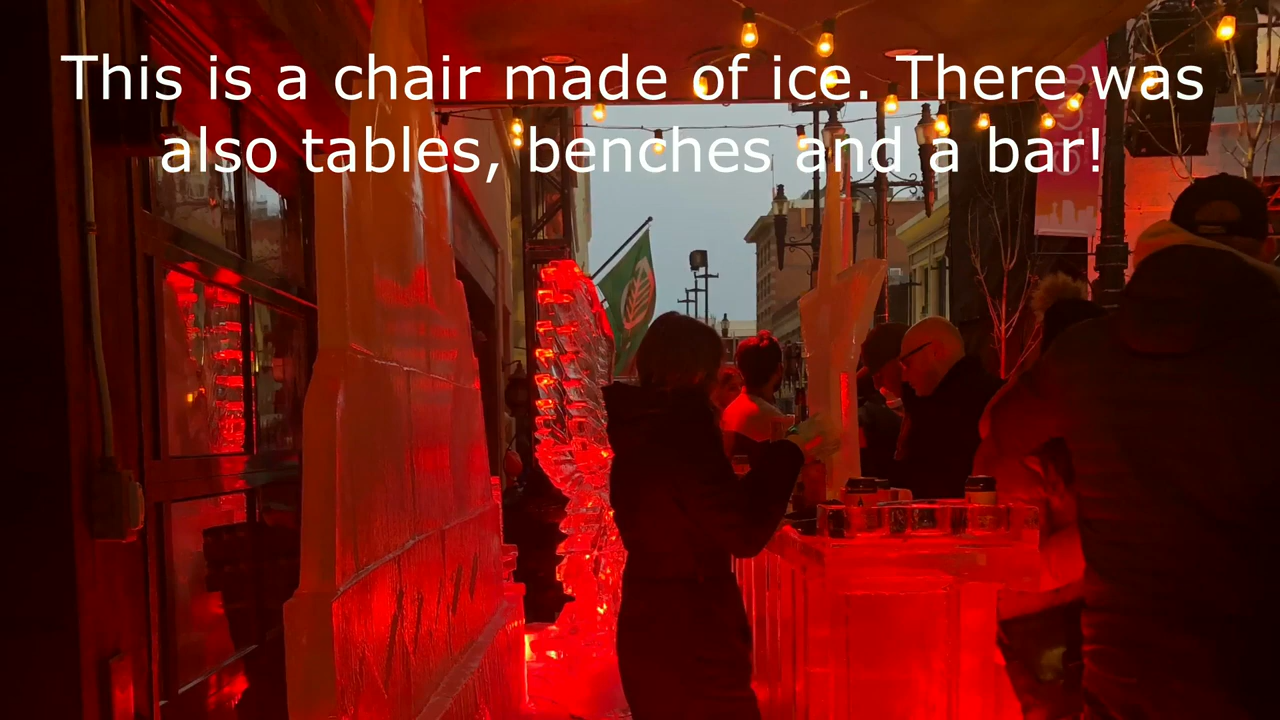 This is a chair made of ice. There was
also tables, benches and a bar!